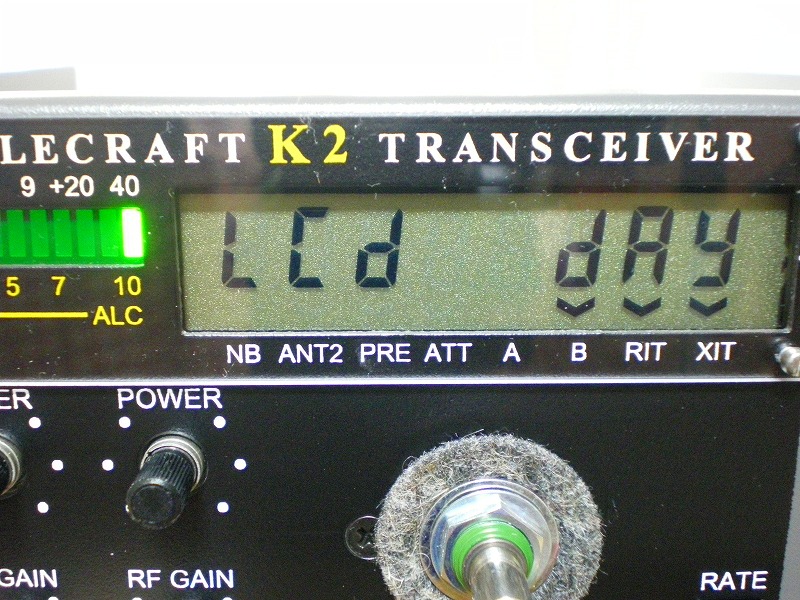 LECRAFT K2 TRANSCEIVER
9 +20 40
LCd dAY
5 7 10
ALC
NB ANT2 PRE ATT A B RIT XIT
ER POWER
GAIN RF GAIN RATE